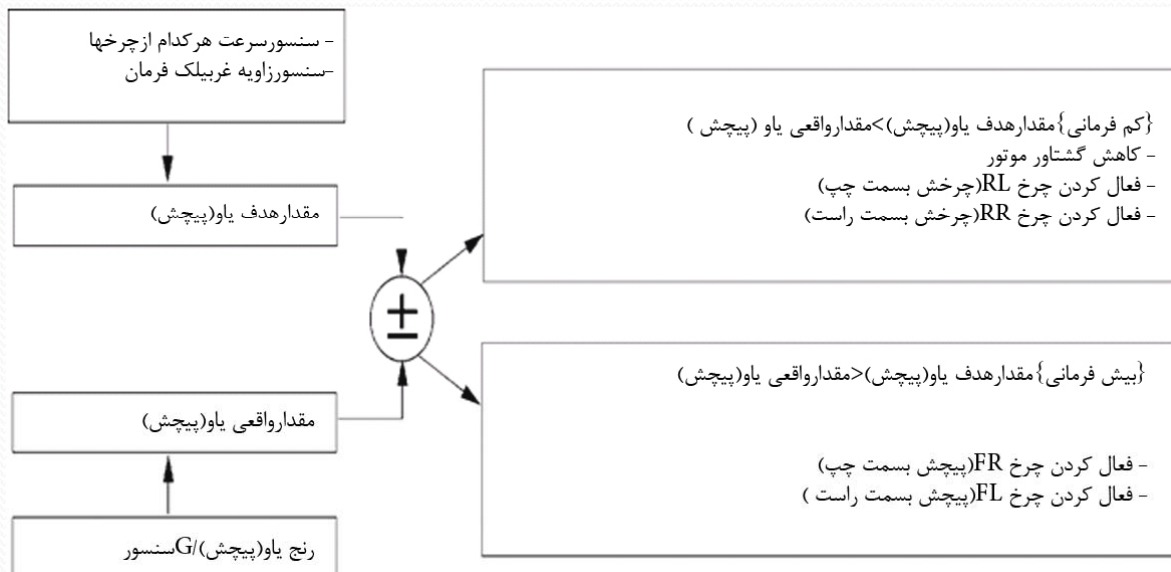 - سنسورسرعت هرکدام ازچرخها
-سنسورزاویه غربیلک فرمان
مقدارهدف یاو(پیچش)
±
مقدارواقعی یاو(پیچش)
رنج یاو(پیچش)/Gسنسور
{کم فرمانی}مقدارهدف یاو(پیچش)>مقدارواقعی یاو (پیچش )
- کاهش گشتاور موتور
- فعال کردن چرخ RL(چرخش بسمت چپ)
- فعال کردن چرخ RR(چرخش بسمت راست)
{بیش فرمانی}مقدارهدف یاو(پیچش)<مقدارواقعی یاو(پیچش)
- فعال کردن چرخ FR(پیچش بسمت چپ)
- فعال کردن چرخ FL(پیچش بسمت راست )